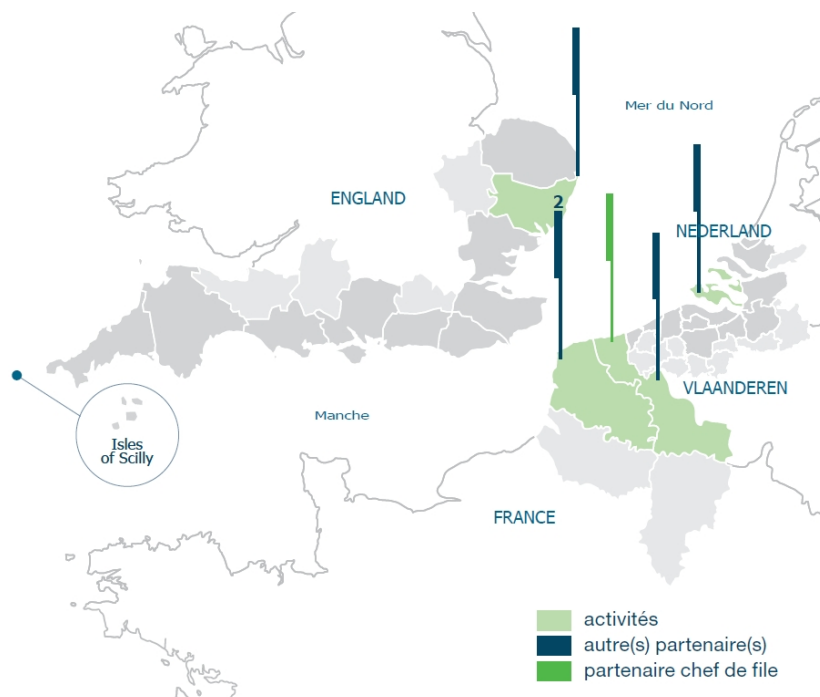 Mer du Nord
ENGLAND
2
NEDERLAND
VLAANDEREN
Manche
Isles
of Scilly
FRANCE
activités
autre(s) partenaire(s)
partenaire chef de file